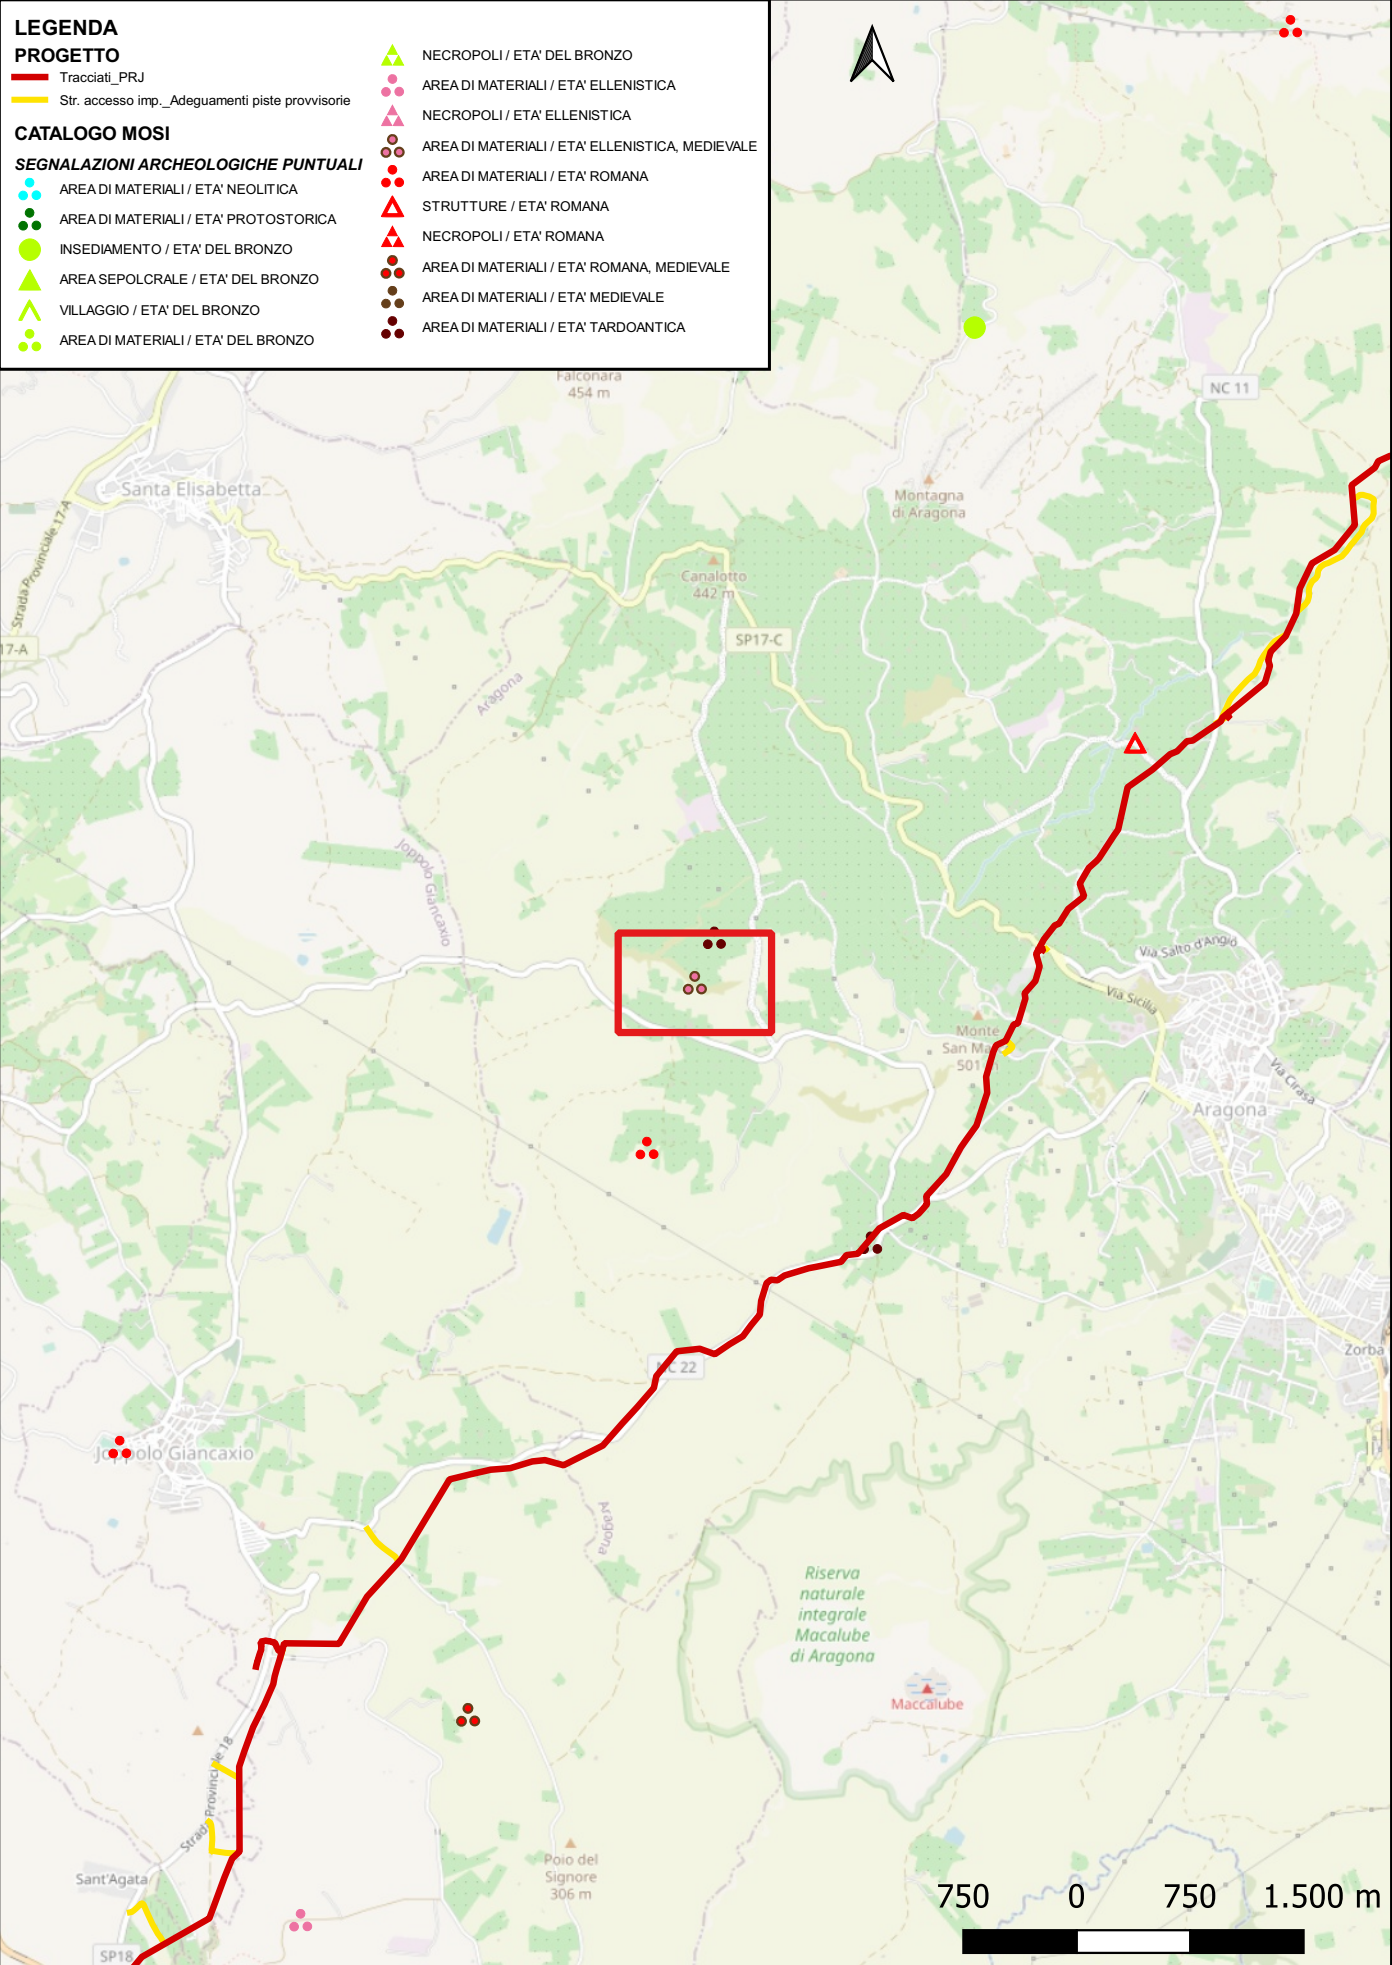 LEGENDA
PROGETTO
Tracciati_PRJ
Str. accesso imp._Adeguamenti piste provvisorie
CATALOGO MOSI
SEGNALAZIONI ARCHEOLOGICHE PUNTUALI
AREA DI MATERIALI / ETA' NEOLITICA
AREA DI MATERIALI / ETA' PROTOSTORICA
INSEDIAMENTO / ETA' DEL BRONZO
AREA SEPOLCRALE / ETA' DEL BRONZO
VILLAGGIO / ETA' DEL BRONZO
AREA DI MATERIALI / ETA' DEL BRONZO
NECROPOLI / ETA' DEL BRONZO
AREA DI MATERIALI / ETA' ELLENISTICA
NECROPOLI / ETA' ELLENISTICA
AREA DI MATERIALI / ETA' ELLENISTICA, MEDIEVALE
AREA DI MATERIALI / ETA' ROMANA
STRUTTURE / ETA' ROMANA
NECROPOLI / ETA' ROMANA
AREA DI MATERIALI / ETA' ROMANA, MEDIEVALE
AREA DI MATERIALI / ETA' MEDIEVALE
AREA DI MATERIALI / ETA' TARDOANTICA
Falconara
454 m
NC 11
Santa Elisabetta
Montagna
di Aragona
Strada Provinciale 17-A
Canalotto
442 m
SP17-C
17-A
Aragona
Joppolo Giancaxio
Via Salto d'Angiò
Via Sicilia
Monte
San Ma
501 m
Via Cirasa
Aragona
Zorba
NC 22
Joppolo Giancaxio
Aragona
Riserva
naturale
integrale
Macalube
di Aragona
Maccalube
Strada Provinciale 18
Poio del
Signore
306 m
Sant'Agata
SP18
750 0 750 1.500 m